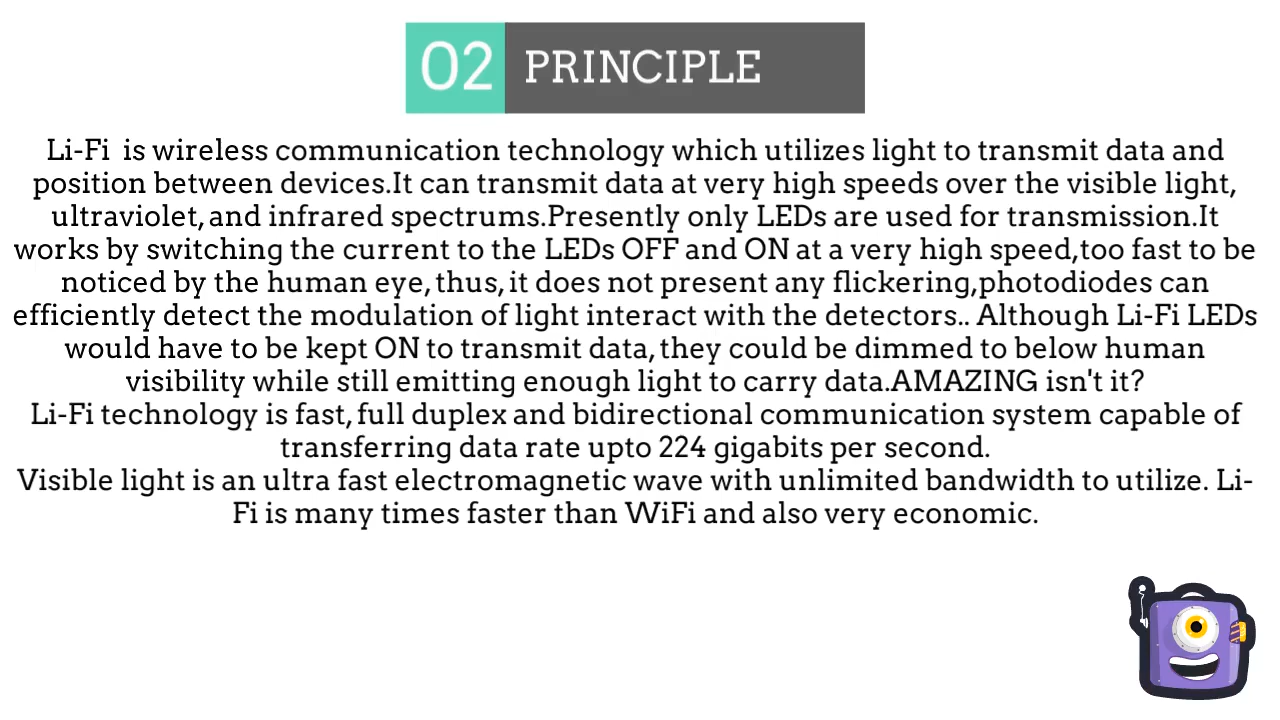 02 PRINCIPLE
Li-Fi is wireless communication technology which utilizes light to transmit data and
position between devices.It can transmit data at very high speeds over the visible light,
ultraviolet, and infrared spectrums.Presently only LEDs are used for transmission.It
works by switching the current to the LEDs OFF and ON at a very high speed,too fast to be
noticed by the human eye, thus, it does not present any flickering,photodiodes can
efficiently detect the modulation of light interact with the detectors.. Although Li-Fi LEDs
would have to be kept ON to transmit data, they could be dimmed to below human
visibility while still emitting enough light to carry data.AMAZING isn't it?
Li-Fi technology is fast, full duplex and bidirectional communication system capable of
transferring data rate upto 224 gigabits per second.
Visible light is an ultra fast electromagnetic wave with unlimited bandwidth to utilize. Li-
Fi is many times faster than WiFi and also very economic.